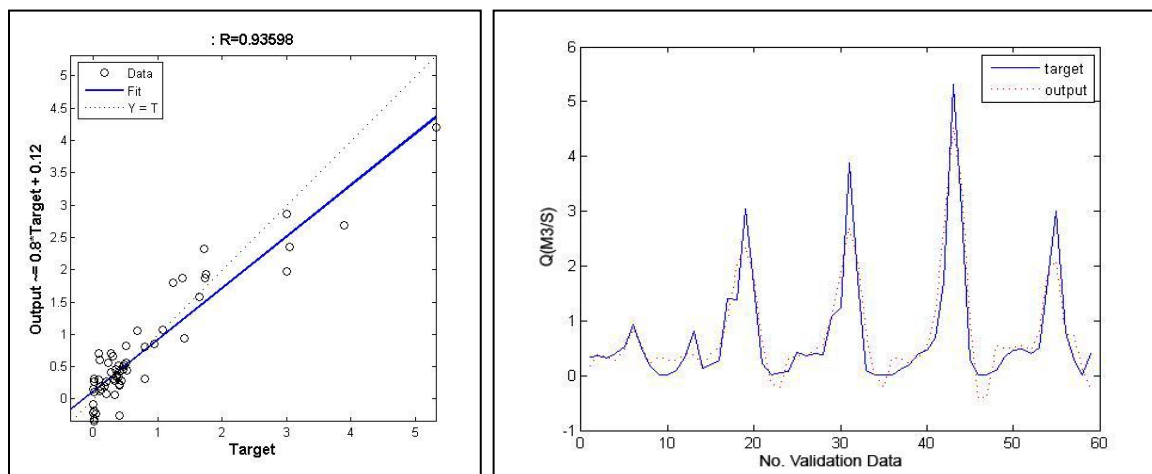 : R=0.93598
Data
Fit
Y = T
Output ~= 0.8*Target + 0.12
5
4.5
4
3.5
3
2.5
2
1.5
1
0.5
0
0 1 2 3 4 5
Target
target
output
Q(M3/S)
6
5
4
3
2
1
0
-1
0 10 20 30 40 50 60
No. Validation Data